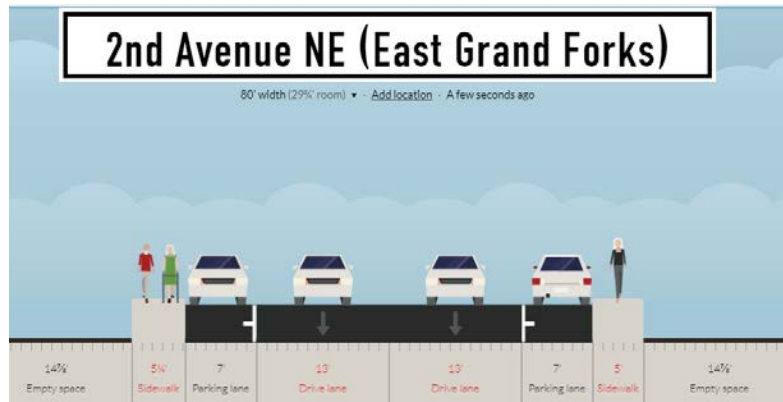 2nd Avenue NE (East Grand Forks)
80' width (29¾' room) ▾ · Add location · A few seconds ago
14⅞' 5¼' 7' 13' 13' 7' 5' 14⅞'
Empty space Sidewalk Parking lane Drive lane Drive lane Parking lane Sidewalk Empty space